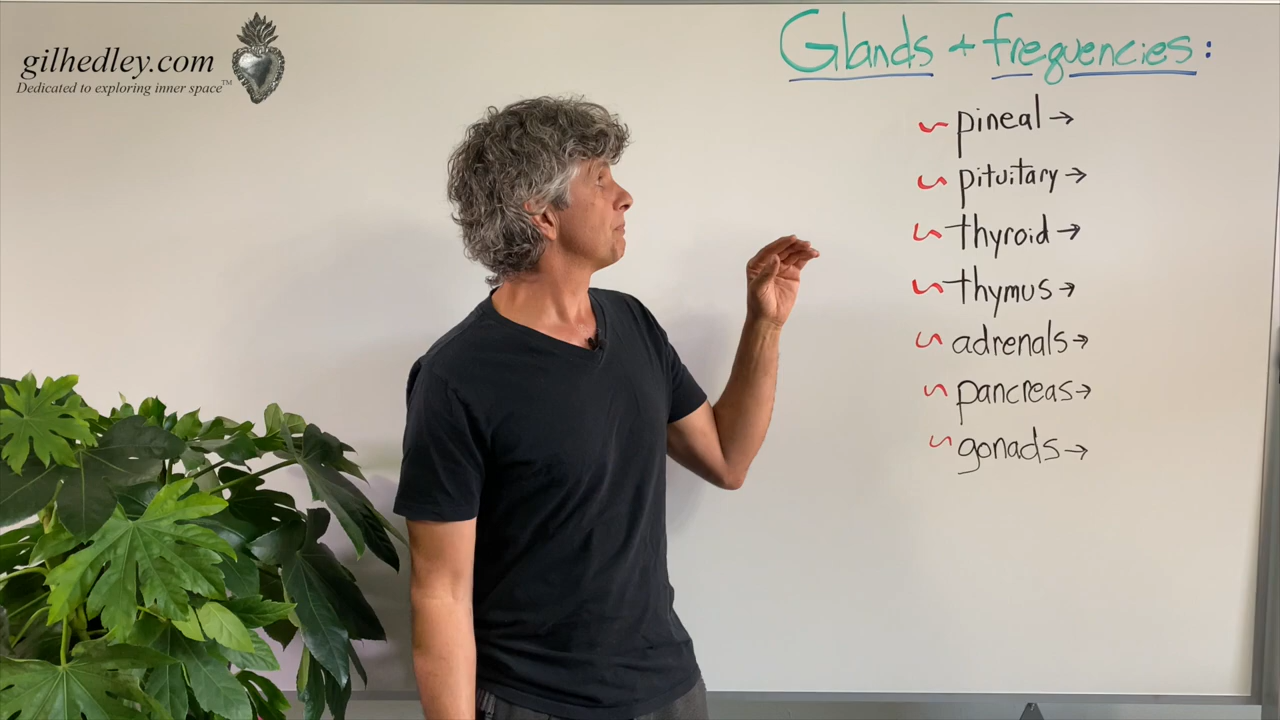 gilhedley.com
Dedicated to exploring inner space™
Glands + frequencies:
~ pineal →
~ pituitary →
~ thyroid →
~ thymus →
~ adrenals →
~ pancreas →
~ gonads →